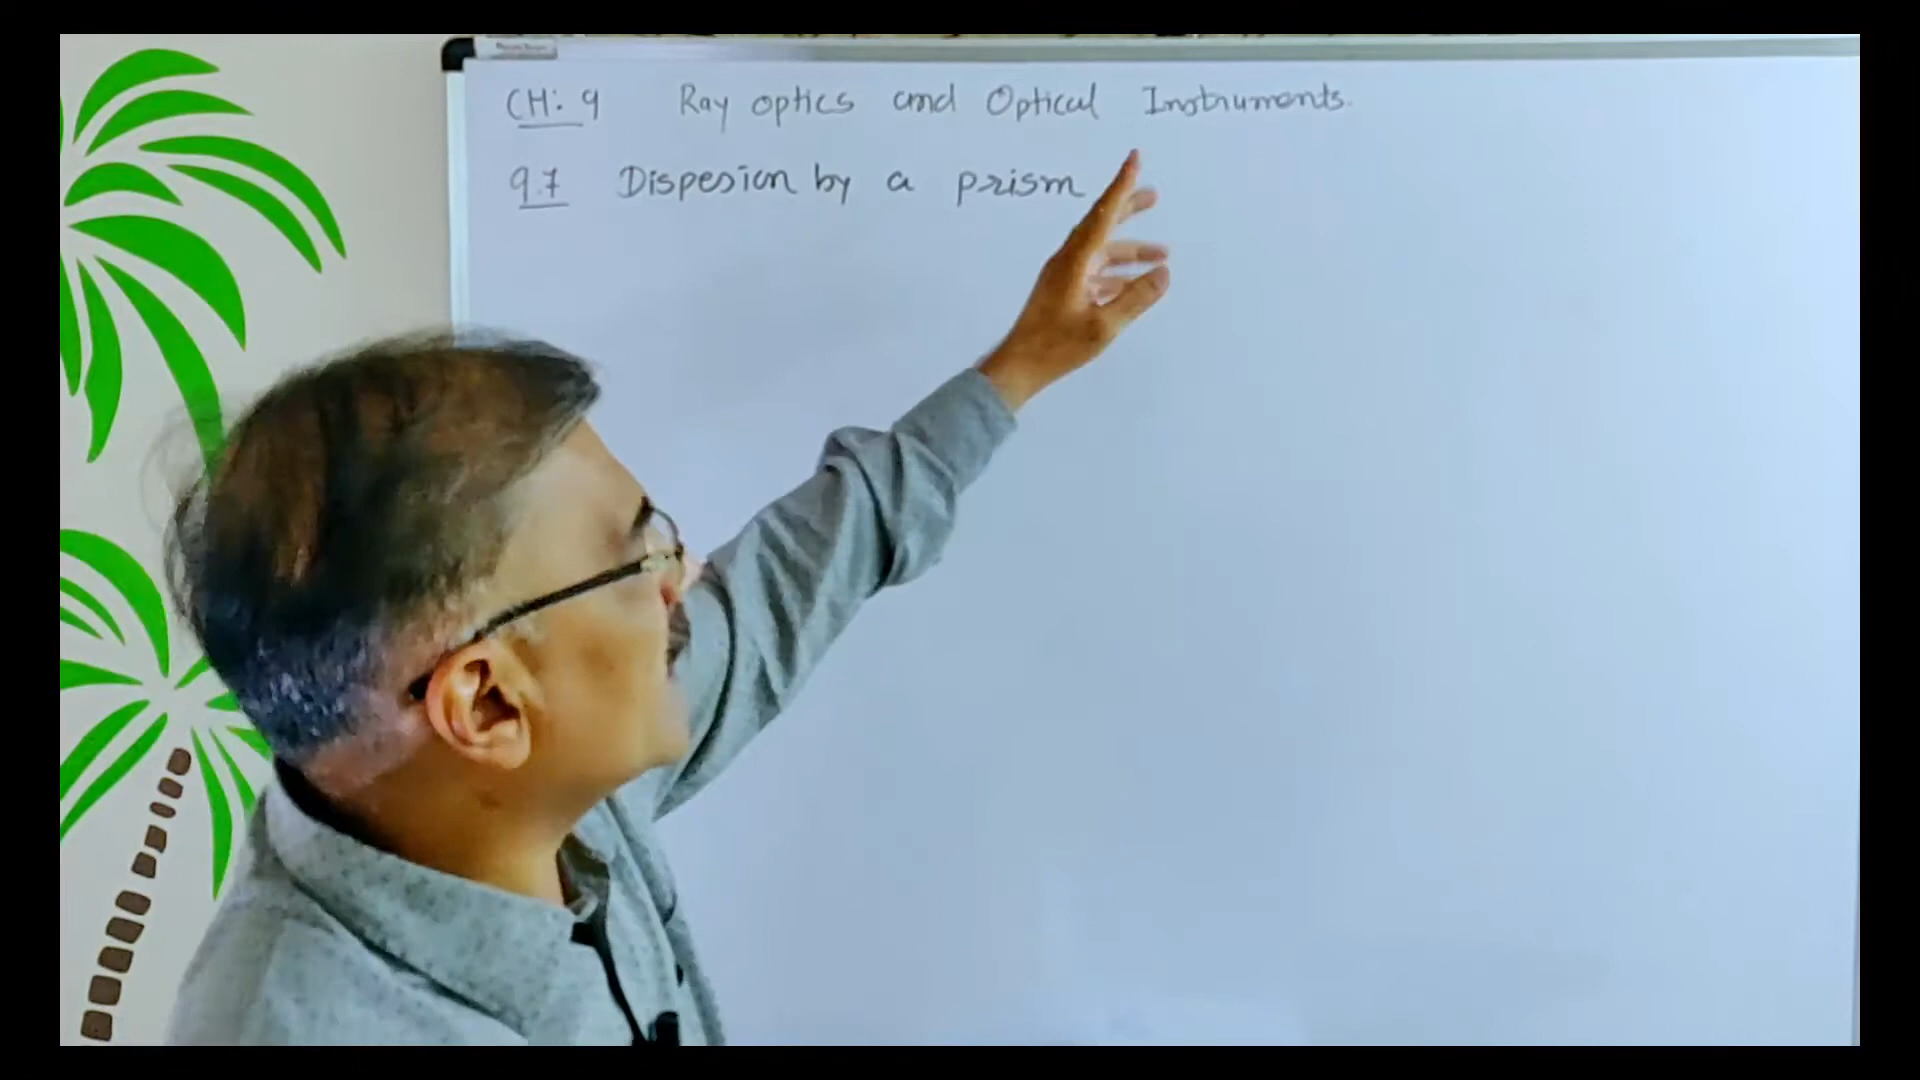 CH: 9 Ray optics and Optical Instruments.
9.7 Dispesion by a prism